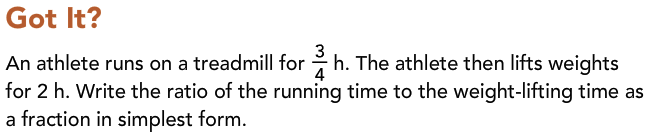 Got It?
An athlete runs on a treadmill for 3/4 h. The athlete then lifts weights
for 2 h. Write the ratio of the running time to the weight-lifting time as
a fraction in simplest form.